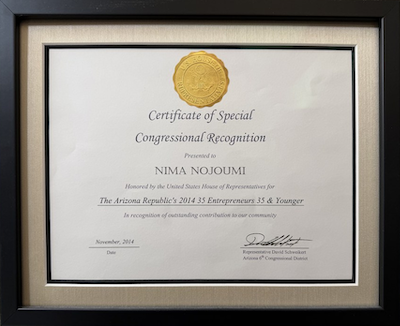 Certificate of Special
Congressional Recognition
Presented to
NIMA NOJOUMI
Honored by the United States House of Representatives for
The Arizona Republic's 2014 35 Entrepreneurs 35 & Younger
In recognition of outstanding contribution to our community
November, 2014
Date
Representative David Schweikert
Arizona 6th Congressional District